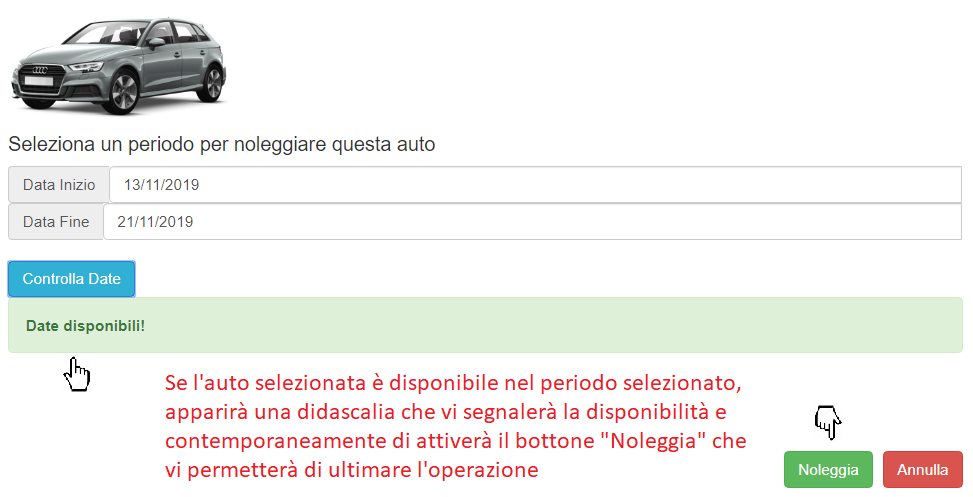 Seleziona un periodo per noleggiare questa auto
Data Inizio 13/11/2019
Data Fine 21/11/2019
Controlla Date
Date disponibili!
Se l'auto selezionata è disponibile nel periodo selezionato,
apparirà una didascalia che vi segnalerà la disponibilità e
contemporaneamente di attiverà il bottone "Noleggia" che
vi permetterà di ultimare l'operazione
Noleggia Annulla